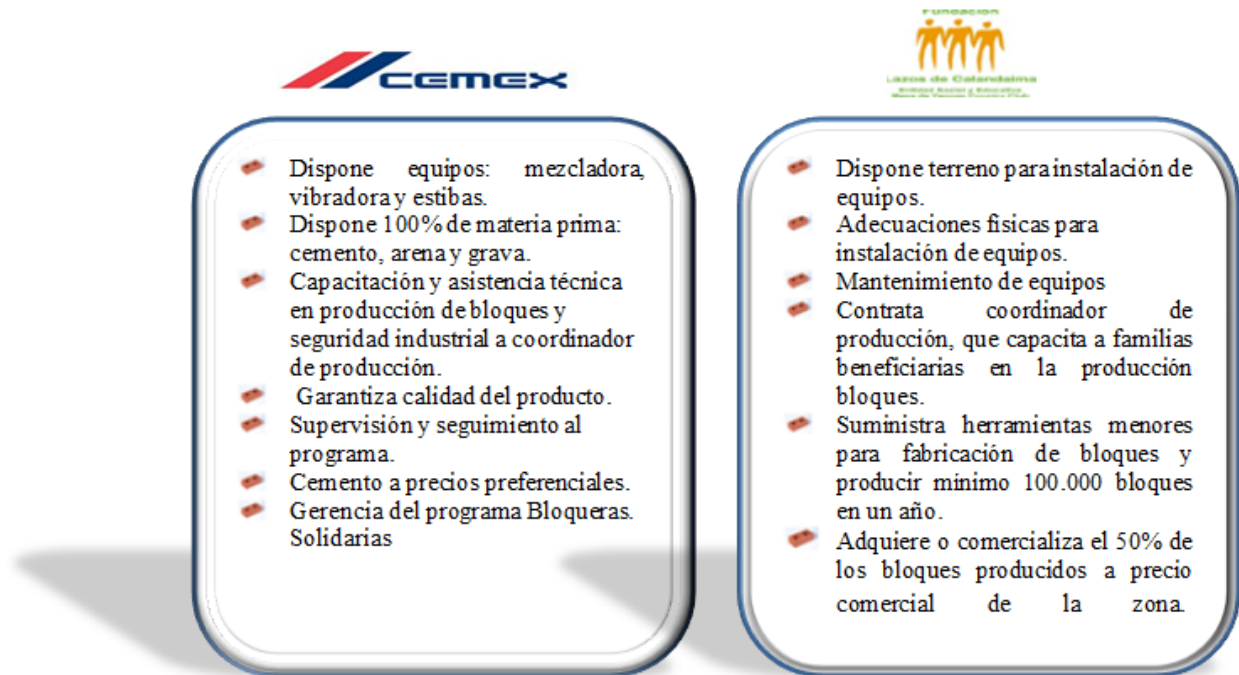 CEMEX
Dispone equipos: mezcladora,
vibradora y estibas.
Dispone 100% de materia prima:
cemento, arena y grava.
Capacitación y asistencia técnica
en producción de bloques y
seguridad industrial a coordinador
de producción.
Garantiza calidad del producto.
Supervisión y seguimiento al
programa.
Cemento a precios preferenciales.
Gerencia del programa Bloqueras.
Solidarias
Fundación
Lazos de Calandaima
Dispone terreno para instalación de
equipos.
Adecuaciones físicas para
instalación de equipos.
Mantenimiento de equipos
Contrata coordinador de
producción, que capacita a familias
beneficiarias en la producción
bloques.
Suministra herramientas menores
para fabricación de bloques y
producir mínimo 100.000 bloques
en un año.
Adquiere o comercializa el 50% de
los bloques producidos a precio
comercial de la zona.